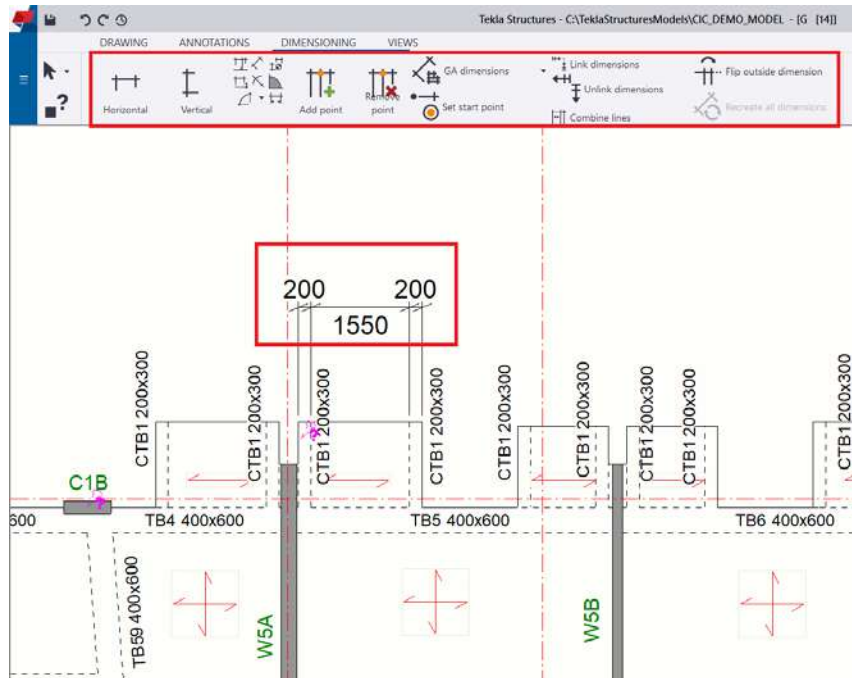 Tekla Structures - C:\TeklaStructuresModels\CIC_DEMO_MODEL - [G [14]]
DRAWING ANNOTATIONS DIMENSIONING VIEWS
Horizontal
Vertical
Add point
Remove point
GA dimensions
Set start point
Link dimensions
Unlink dimensions
Combine lines
Flip outside dimension
Recreate all dimensions
?
200 200
1550
CTB1 200x300
CTB1 200x300
CTB1 200x300
CTB1 200x300
CTB1 200x300
CTB1 200x300
CTB1 200x300
CTB1 200x300
CTB1 200x300
C1B
600
TB4 400x600
TB5 400x600
TB6 400x600
TB59 400x600
W5A
W5B